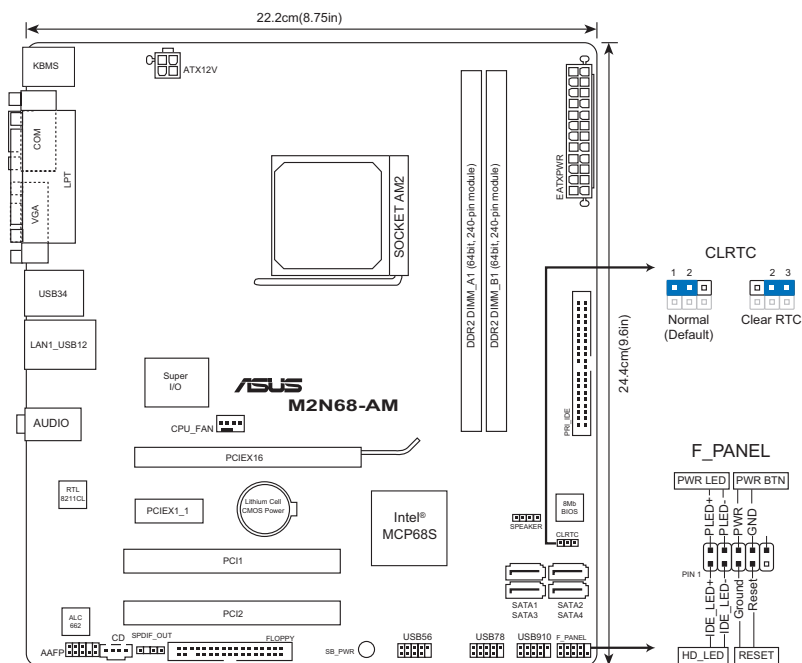 22.2cm(8.75in)
KBMS
ATX12V
COM
LPT
VGA
EATXPWR
SOCKET AM2
DDR2 DIMM_A1 (64bit, 240-pin module)
DDR2 DIMM_B1 (64bit, 240-pin module)
24.4cm(9.6in)
CLRTC
1 2
2 3
Normal
(Default)
Clear RTC
USB34
LAN1_USB12
AUDIO
Super
I/O
ASUS
M2N68-AM
CPU_FAN
PRI_IDE
PCIEX16
RTL
8211CL
PCIEX1_1
Lithium Cell
CMOS Power
Intel®
MCP68S
SPEAKER
8Mb
BIOS
CLRTC
PCI1
SATA1
SATA3
SATA2
SATA4
ALC
662
PCI2
AAFP
CD
SPDIF_OUT
FLOPPY
SB_PWR
USB56
USB78
USB910
F_PANEL
F_PANEL
PWR LED
PWR BTN
PLED+
PLED-
PWR
GND
PIN 1
IDE_LED+
IDE_LED-
Ground
Reset
HD_LED
RESET